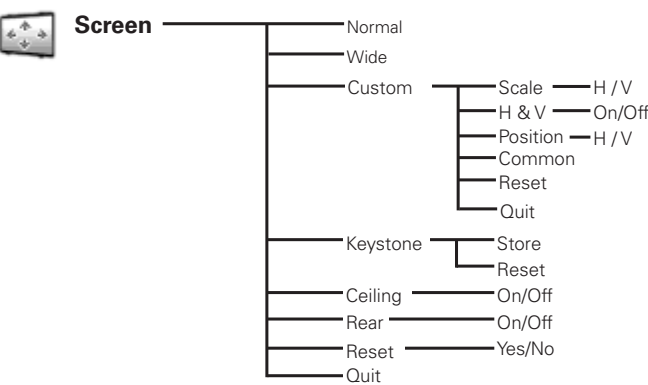 Screen
Normal
Wide
Custom Scale H / V
H & V On/Off
Position H / V
Common
Reset
Quit
Keystone Store
Reset
Ceiling On/Off
Rear On/Off
Reset Yes/No
Quit